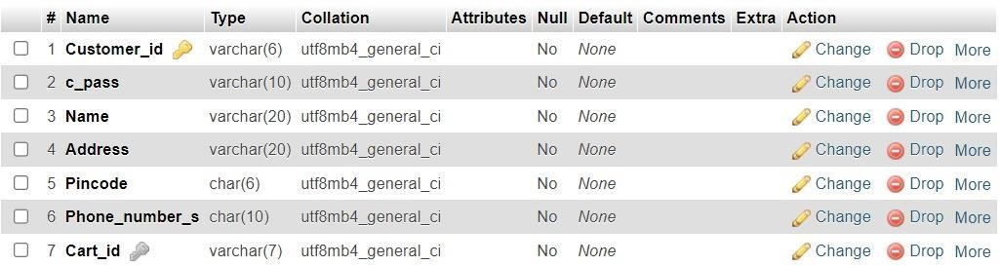 # Name Type Collation Attributes Null Default Comments Extra Action
1 Customer_id varchar(6) utf8mb4_general_ci No None Change Drop More
2 c_pass varchar(10) utf8mb4_general_ci No None Change Drop More
3 Name varchar(20) utf8mb4_general_ci No None Change Drop More
4 Address varchar(20) utf8mb4_general_ci No None Change Drop More
5 Pincode char(6) utf8mb4_general_ci No None Change Drop More
6 Phone_number_s char(10) utf8mb4_general_ci No None Change Drop More
7 Cart_id varchar(7) utf8mb4_general_ci No None Change Drop More